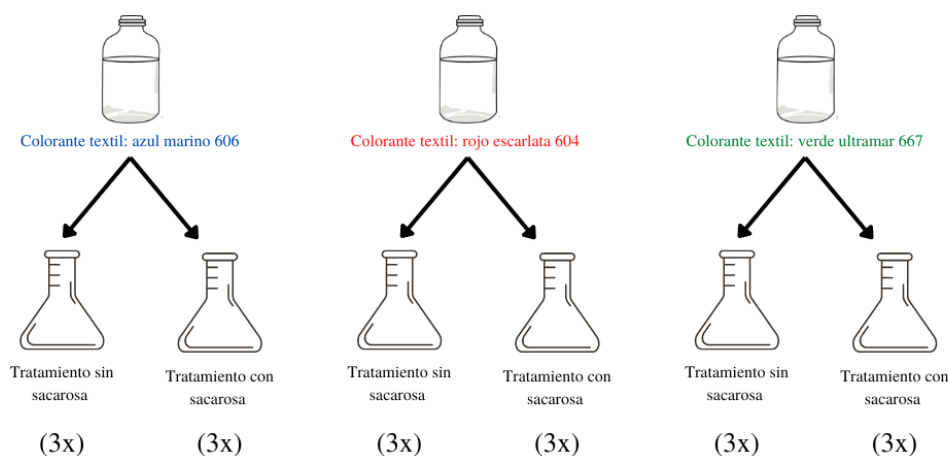 Colorante textil: azul marino 606
Colorante textil: rojo escarlata 604
Colorante textil: verde ultramar 667
Tratamiento sin
sacarosa
Tratamiento con
sacarosa
Tratamiento sin
sacarosa
Tratamiento con
sacarosa
Tratamiento sin
sacarosa
Tratamiento con
sacarosa
(3x)
(3x)
(3x)
(3x)
(3x)
(3x)